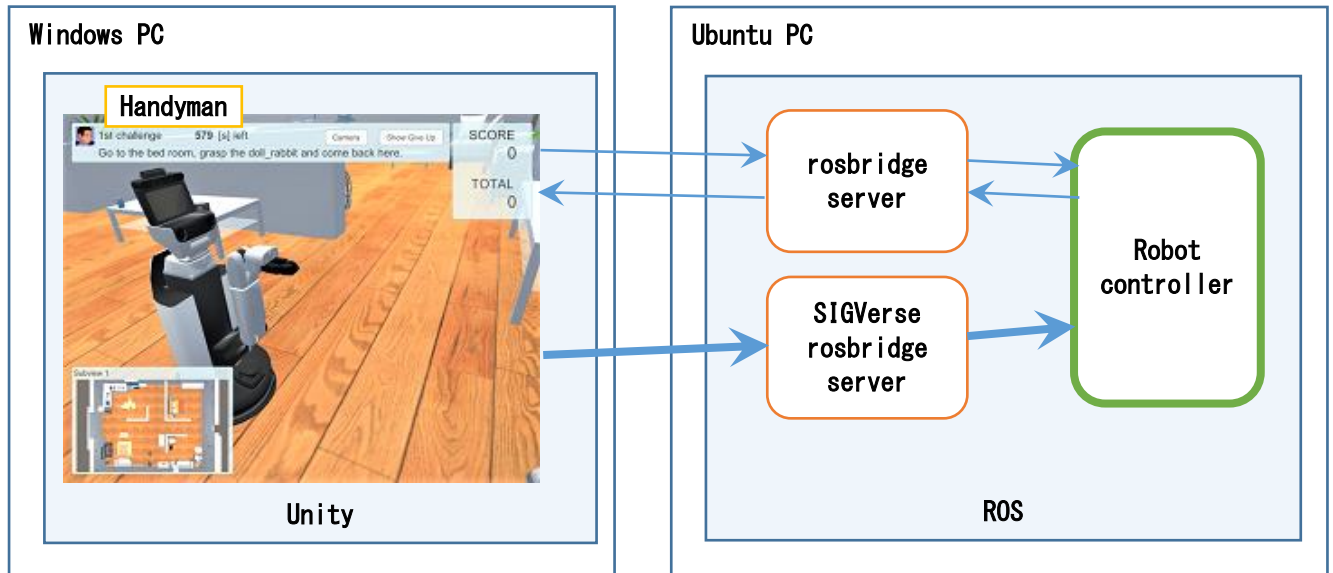 Windows PC
Handyman
1st challenge 579 [s] left Camera Show Give Up
Go to the bed room, grasp the doll_rabbit and come back here.
SCORE
0
TOTAL
0
Subview 1
Unity
Ubuntu PC
rosbridge
server
SIGVerse
rosbridge
server
Robot
controller
ROS